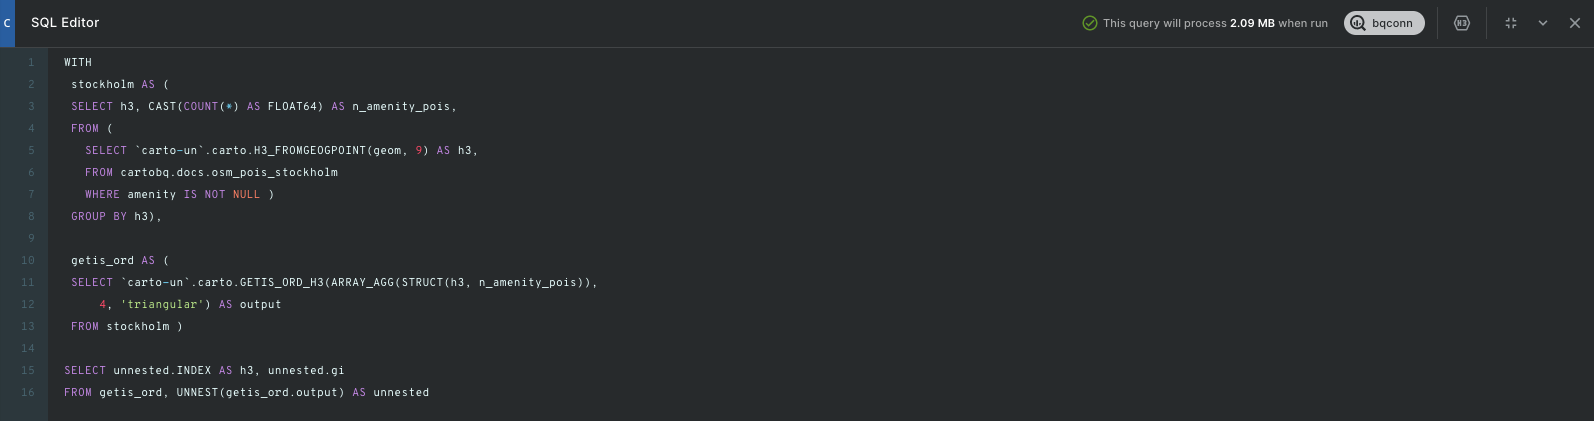 C SQL Editor This query will process 2.09 MB when run bqconn H3
1 WITH
2 stockholm AS (
3 SELECT h3, CAST(COUNT(*) AS FLOAT64) AS n_amenity_pois,
4 FROM (
5 SELECT `carto-un`.carto.H3_FROMGEOGPOINT(geom, 9) AS h3,
6 FROM cartobq.docs.osm_pois_stockholm
7 WHERE amenity IS NOT NULL )
8 GROUP BY h3),
9
10 getis_ord AS (
11 SELECT `carto-un`.carto.GETIS_ORD_H3(ARRAY_AGG(STRUCT(h3, n_amenity_pois)),
12 4, 'triangular') AS output
13 FROM stockholm )
14
15 SELECT unnested.INDEX AS h3, unnested.gi
16 FROM getis_ord, UNNEST(getis_ord.output) AS unnested